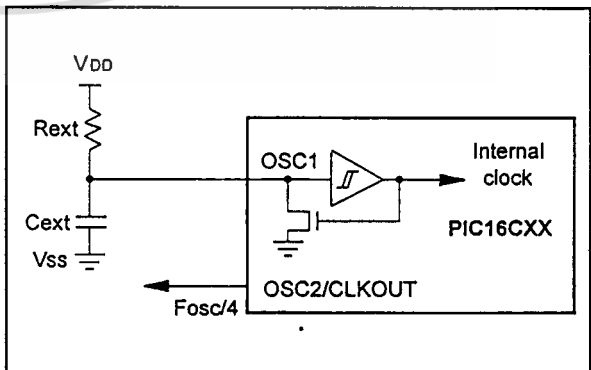 VDD
Rext
OSC1
Internal
clock
PIC16CXX
Cext
VSS
OSC2/CLKOUT
Fosc/4